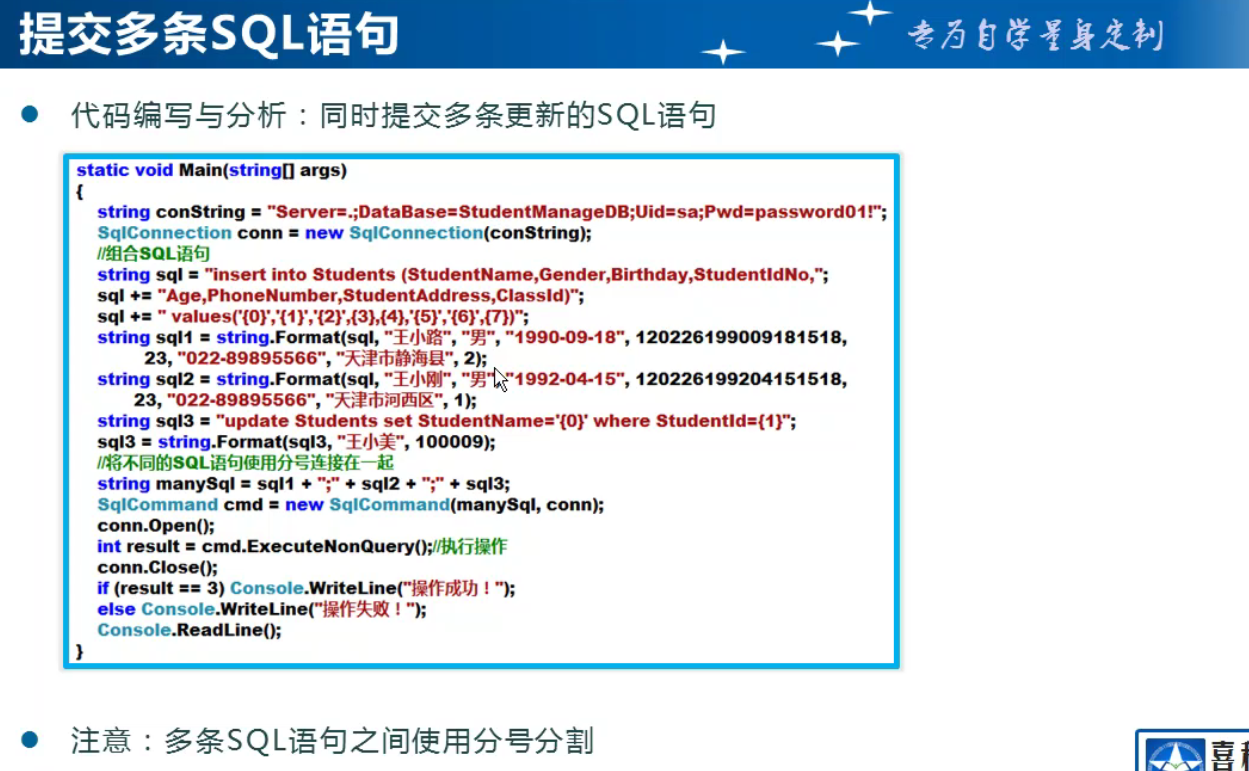 提交多条SQL语句
专为自学量身定制
代码编写与分析：同时提交多条更新的SQL语句
static void Main(string[] args)
{
string conString = "Server=.;DataBase=StudentManageDB;Uid=sa;Pwd=password01!";
SqlConnection conn = new SqlConnection(conString);
//组合SQL语句
string sql = "insert into Students (StudentName,Gender,Birthday,StudentIdNo,";
sql += "Age,PhoneNumber,StudentAddress,ClassId)";
sql += " values('{0}','{1}','{2}',{3},{4},'{5}','{6}',{7})";
string sql1 = string.Format(sql, "王小路", "男", "1990-09-18", 120226199009181518,
23, "022-89895566", "天津市静海县", 2);
string sql2 = string.Format(sql, "王小刚", "男", "1992-04-15", 120226199204151518,
23, "022-89895566", "天津市河西区", 1);
string sql3 = "update Students set StudentName='{0}' where StudentId={1}";
sql3 = string.Format(sql3, "王小美", 100009);
//将不同的SQL语句使用分号连接在一起
string manySql = sql1 + ";" + sql2 + ";" + sql3;
SqlCommand cmd = new SqlCommand(manySql, conn);
conn.Open();
int result = cmd.ExecuteNonQuery();//执行操作
conn.Close();
if (result == 3) Console.WriteLine("操作成功！");
else Console.WriteLine("操作失败！");
Console.ReadLine();
}
注意：多条SQL语句之间使用分号分割
喜